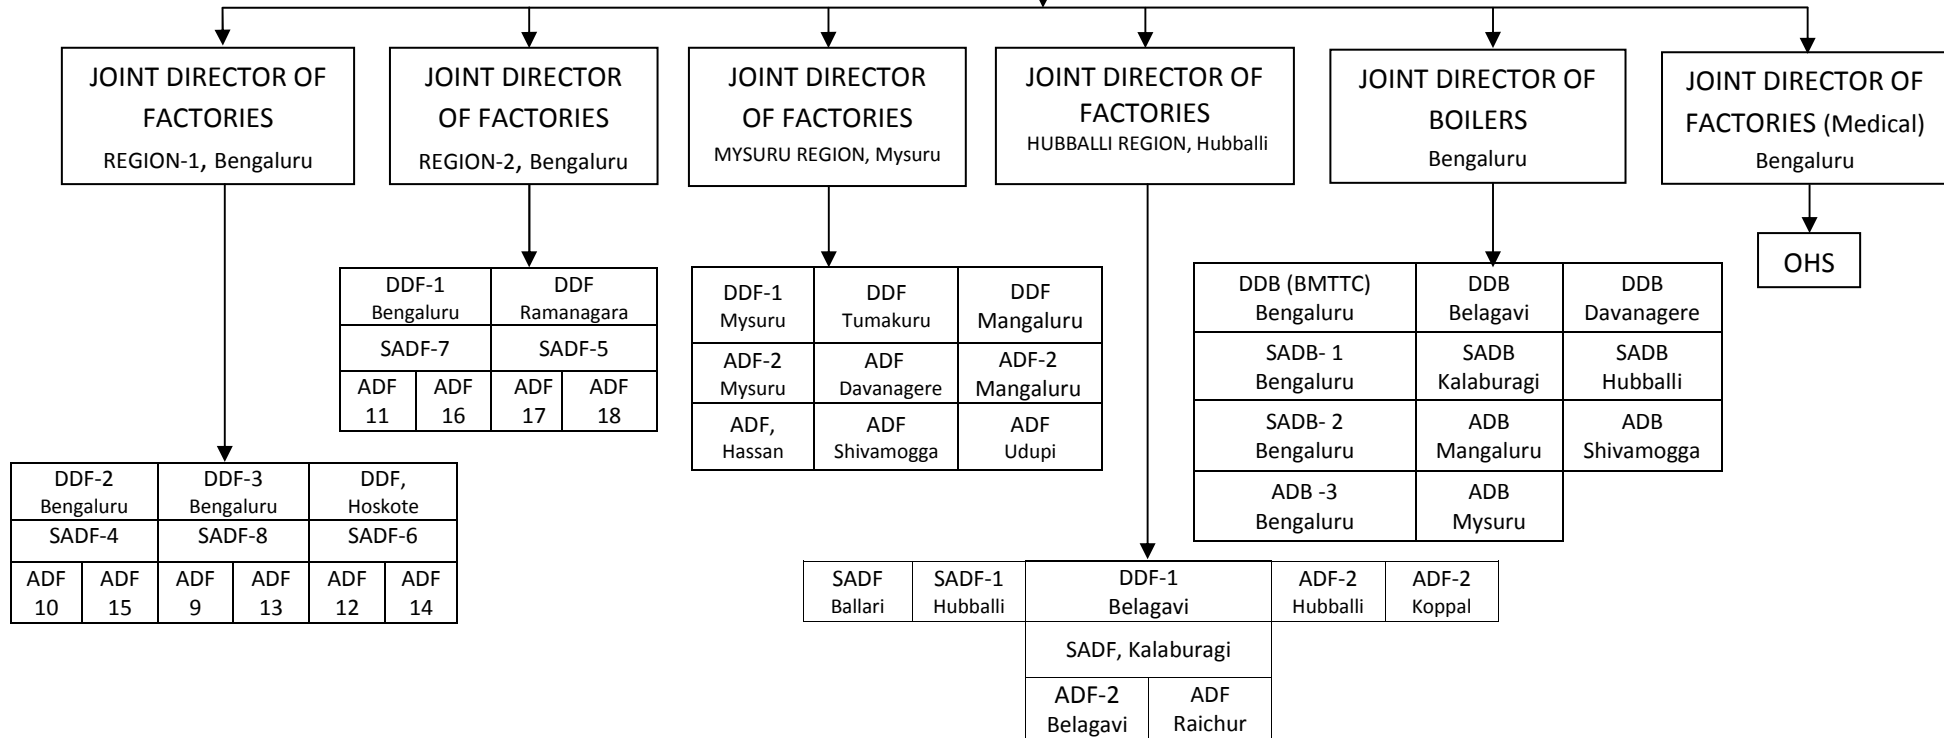 JOINT DIRECTOR OF
FACTORIES
REGION-1, Bengaluru
JOINT DIRECTOR
OF FACTORIES
REGION-2, Bengaluru
JOINT DIRECTOR
OF FACTORIES
MYSURU REGION, Mysuru
JOINT DIRECTOR OF
FACTORIES
HUBBALLI REGION, Hubballi
JOINT DIRECTOR OF
BOILERS
Bengaluru
JOINT DIRECTOR OF
FACTORIES (Medical)
Bengaluru
OHS
DDF-1
Bengaluru
DDF
Ramanagara
SADF-7
SADF-5
ADF
11
ADF
16
ADF
17
ADF
18
DDF-1
Mysuru
DDF
Tumakuru
DDF
Mangaluru
ADF-2
Mysuru
ADF
Davanagere
ADF-2
Mangaluru
ADF,
Hassan
ADF
Shivamogga
ADF
Udupi
DDB (BMTTC)
Bengaluru
DDB
Belagavi
DDB
Davanagere
SADB- 1
Bengaluru
SADB
Kalaburagi
SADB
Hubballi
SADB- 2
Bengaluru
ADB
Mangaluru
ADB
Shivamogga
ADB -3
Bengaluru
ADB
Mysuru
DDF-2
Bengaluru
DDF-3
Bengaluru
DDF,
Hoskote
SADF-4
SADF-8
SADF-6
ADF
10
ADF
15
ADF
9
ADF
13
ADF
12
ADF
14
SADF
Ballari
SADF-1
Hubballi
DDF-1
Belagavi
ADF-2
Hubballi
ADF-2
Koppal
SADF, Kalaburagi
ADF-2
Belagavi
ADF
Raichur